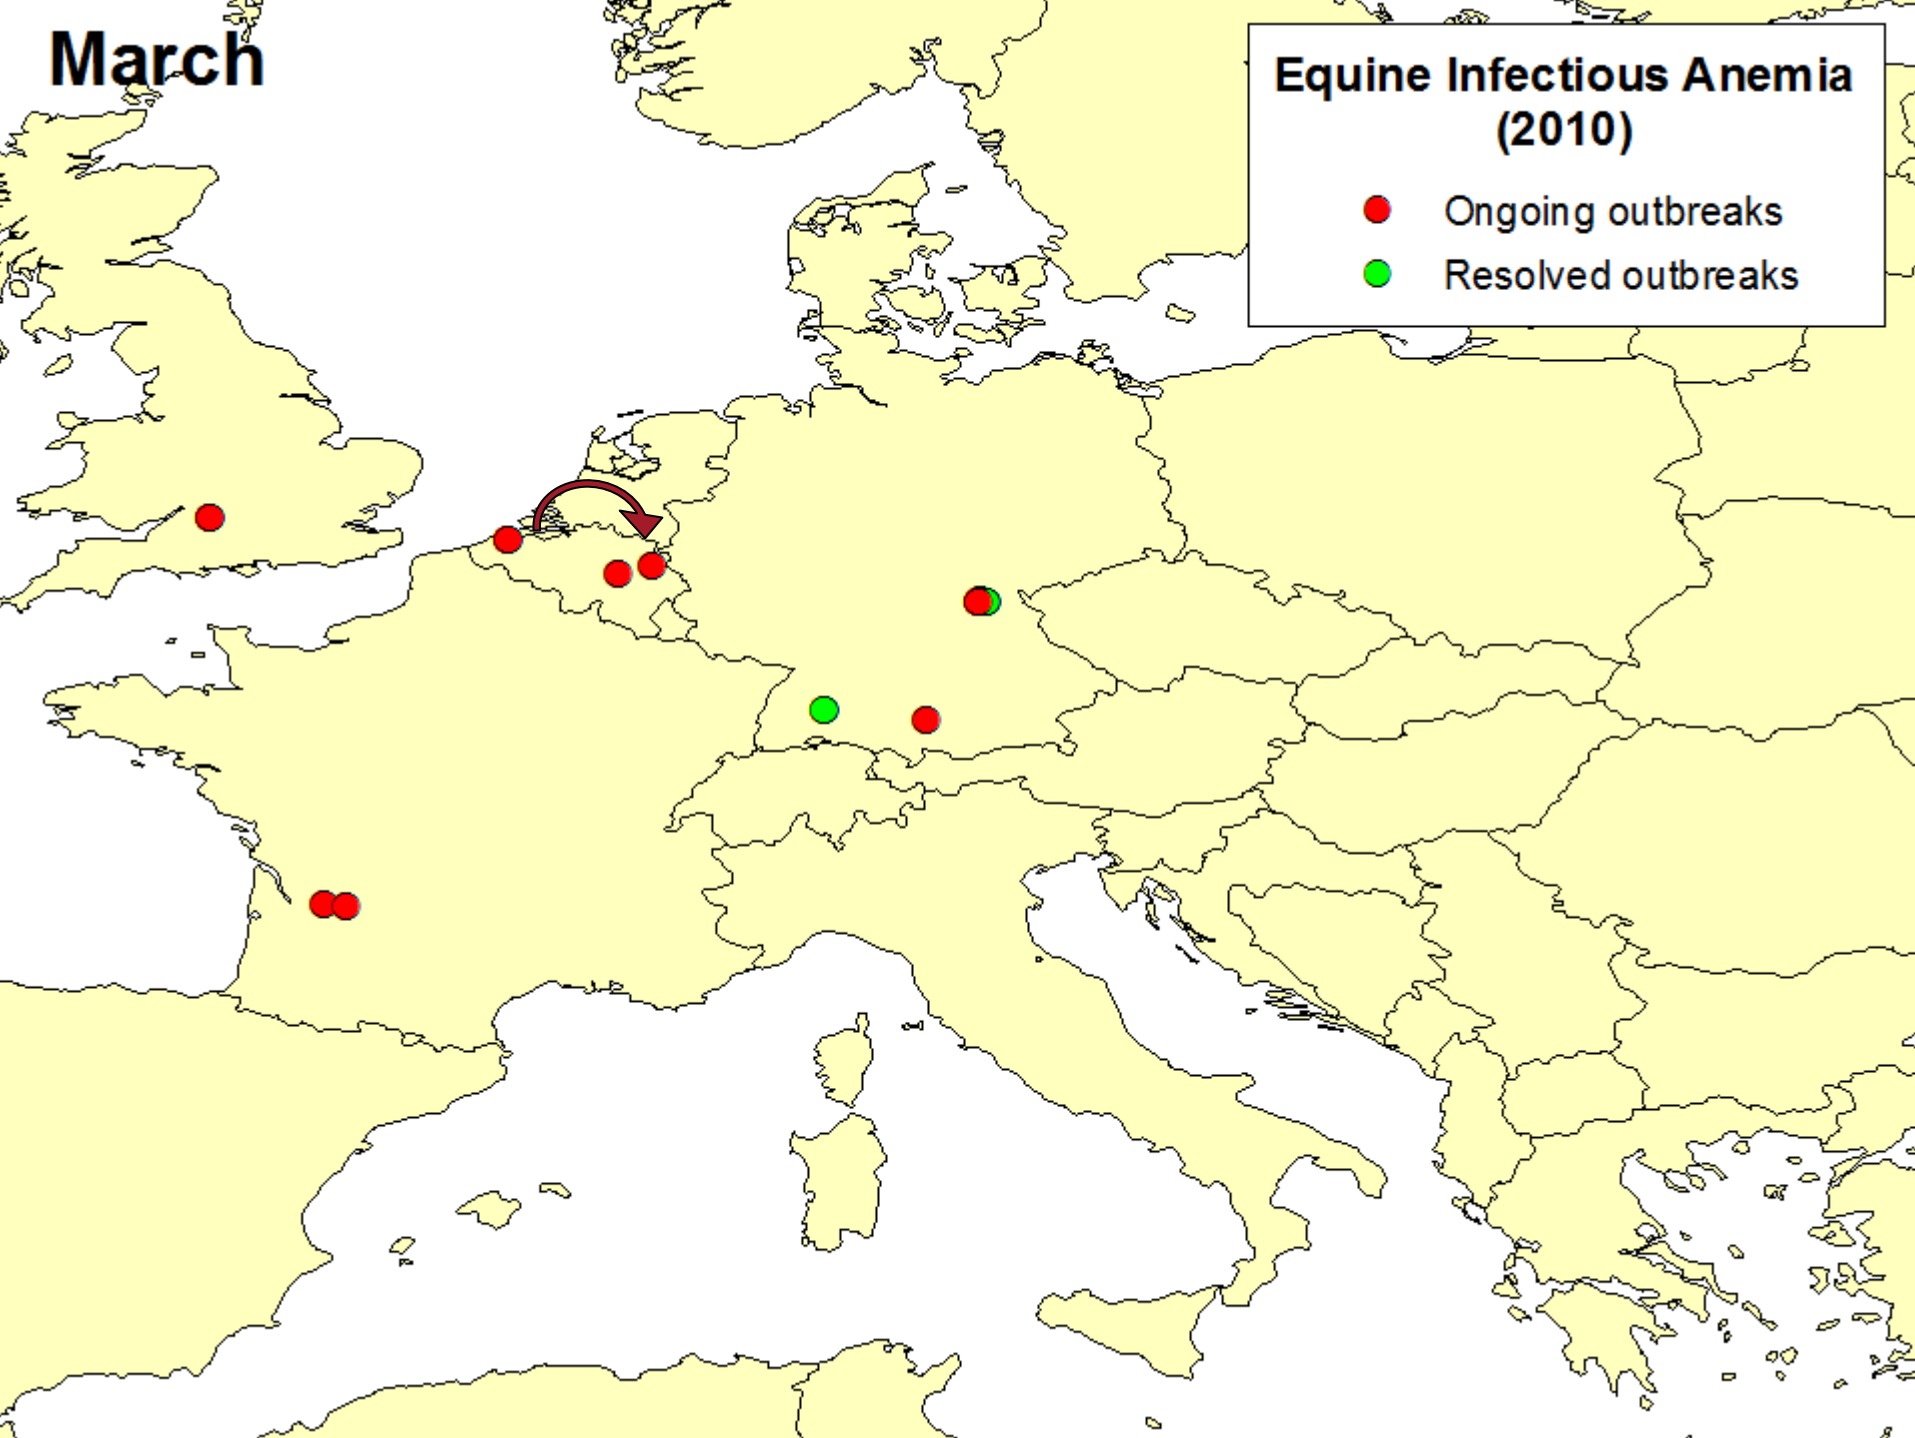 March
Equine Infectious Anemia
(2010)
Ongoing outbreaks
Resolved outbreaks